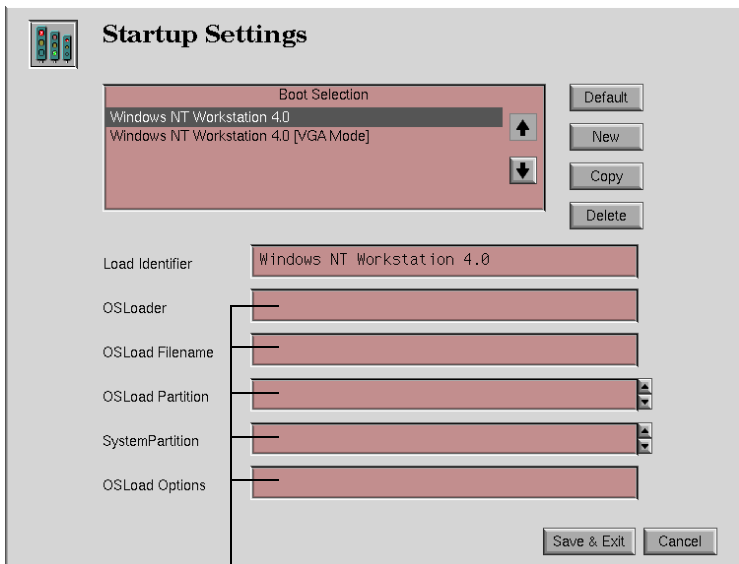 Startup Settings
Boot Selection
Windows NT Workstation 4.0
Windows NT Workstation 4.0 [VGA Mode]
Default
New
Copy
Delete
Load Identifier
Windows NT Workstation 4.0
OSLoader
OSLoad Filename
OSLoad Partition
SystemPartition
OSLoad Options
Save & Exit
Cancel